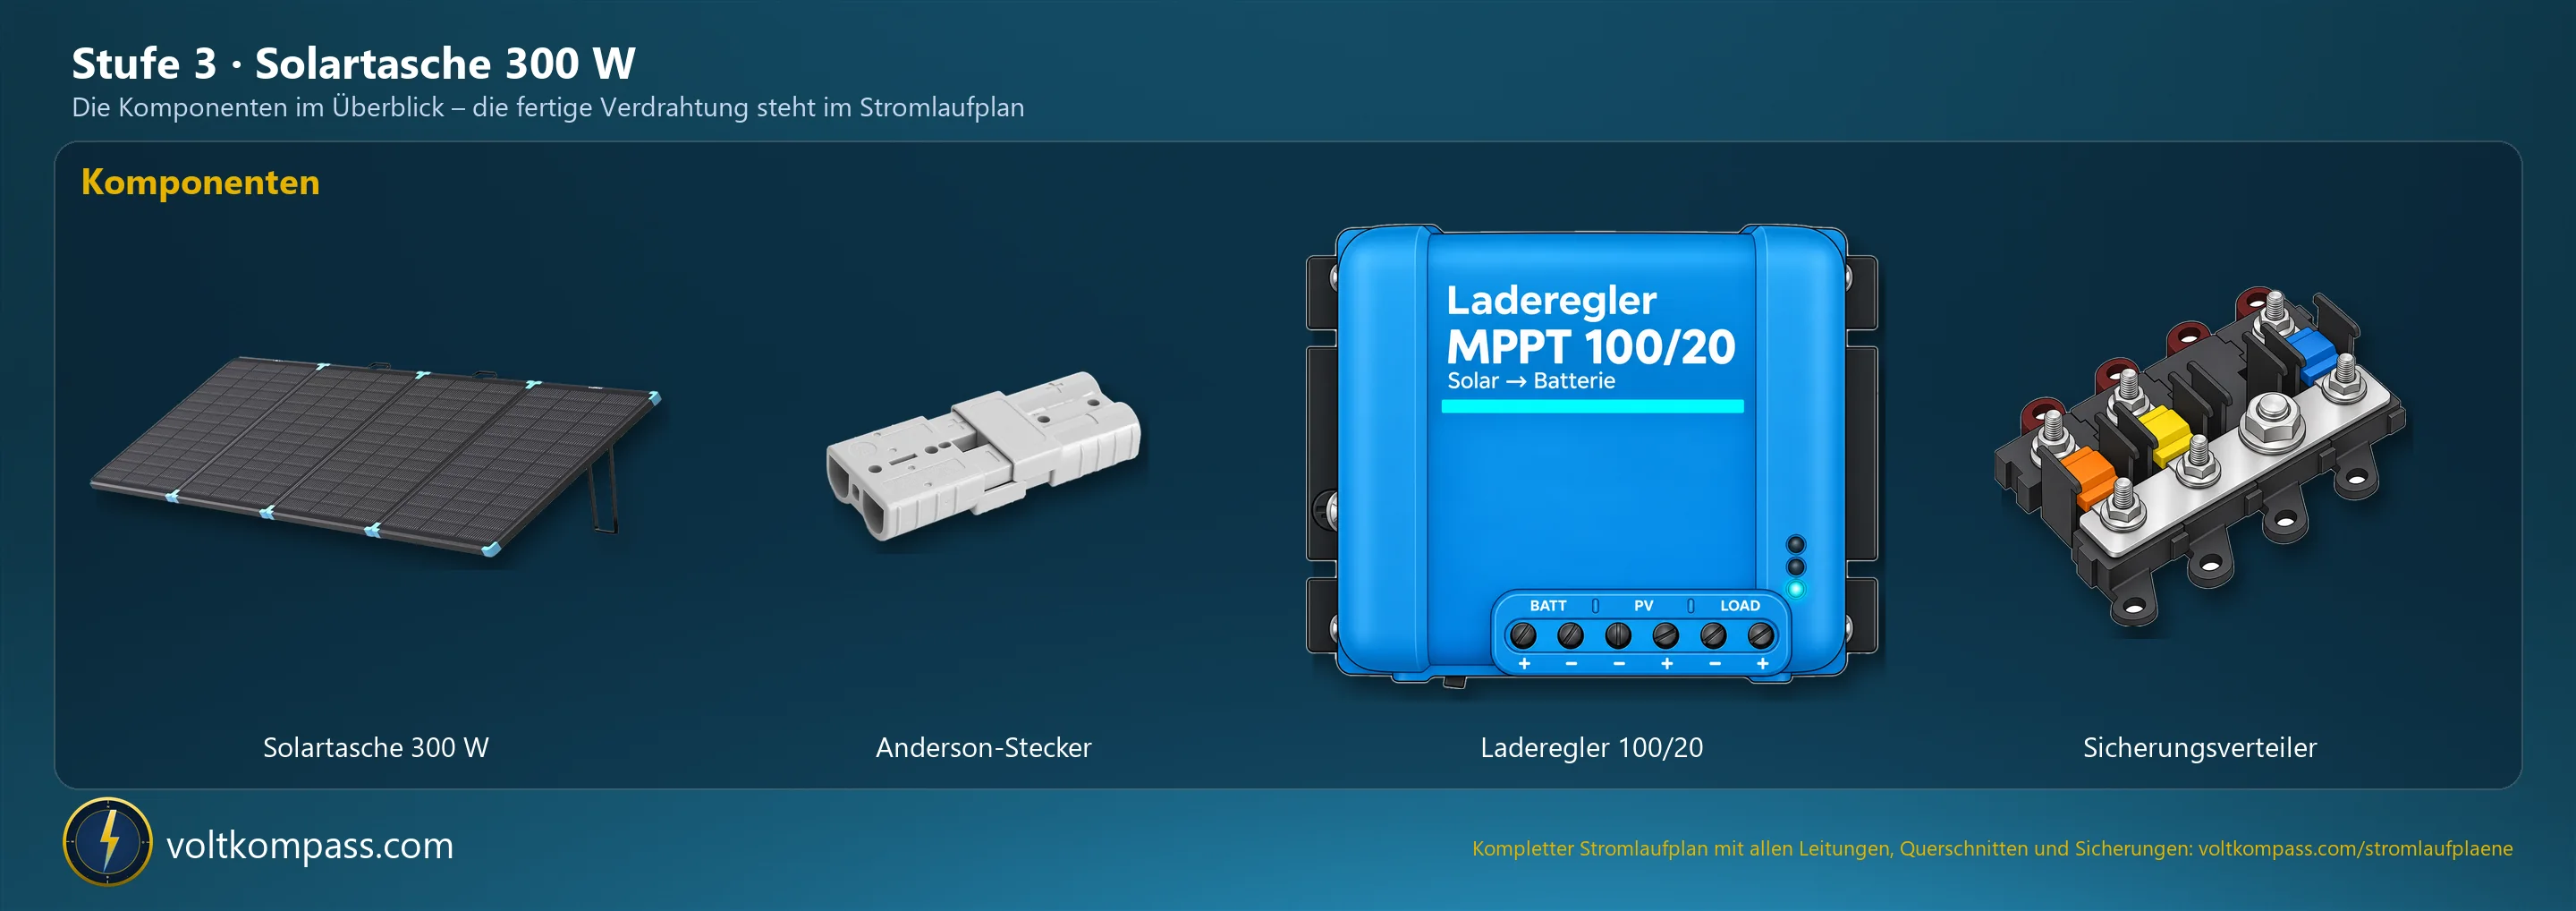 Stufe 3 · Solartasche 300 W
Die Komponenten im Überblick – die fertige Verdrahtung steht im Stromlaufplan
Komponenten
Laderegler
MPPT 100/20
Solar → Batterie
BATT PV LOAD
+ − − + − +
Solartasche 300 W
Anderson-Stecker
Laderegler 100/20
Sicherungsverteiler
voltkompass.com
Kompletter Stromlaufplan mit allen Leitungen, Querschnitten und Sicherungen: voltkompass.com/stromlaufplaene